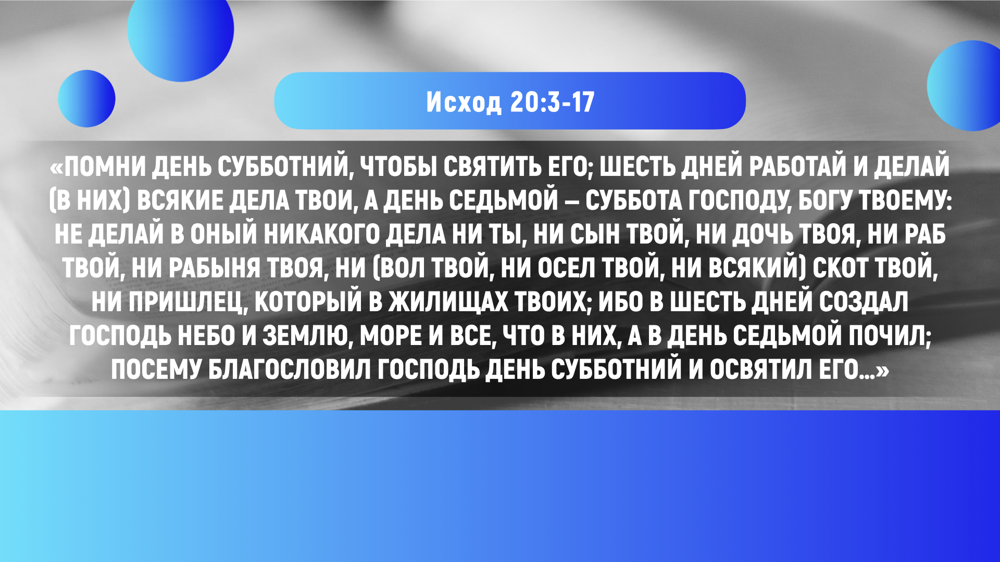 Исход 20:3-17
«ПОМНИ ДЕНЬ СУББОТНИЙ, ЧТОБЫ СВЯТИТЬ ЕГО; ШЕСТЬ ДНЕЙ РАБОТАЙ И ДЕЛАЙ
(В НИХ) ВСЯКИЕ ДЕЛА ТВОИ, А ДЕНЬ СЕДЬМОЙ – СУББОТА ГОСПОДУ, БОГУ ТВОЕМУ:
НЕ ДЕЛАЙ В ОНЫЙ НИКАКОГО ДЕЛА НИ ТЫ, НИ СЫН ТВОЙ, НИ ДОЧЬ ТВОЯ, НИ РАБ
ТВОЙ, НИ РАБЫНЯ ТВОЯ, НИ (ВОЛ ТВОЙ, НИ ОСЕЛ ТВОЙ, НИ ВСЯКИЙ) СКОТ ТВОЙ,
НИ ПРИШЛЕЦ, КОТОРЫЙ В ЖИЛИЩАХ ТВОИХ; ИБО В ШЕСТЬ ДНЕЙ СОЗДАЛ
ГОСПОДЬ НЕБО И ЗЕМЛЮ, МОРЕ И ВСЕ, ЧТО В НИХ, А В ДЕНЬ СЕДЬМОЙ ПОЧИЛ;
ПОСЕМУ БЛАГОСЛОВИЛ ГОСПОДЬ ДЕНЬ СУББОТНИЙ И ОСВЯТИЛ ЕГО...»